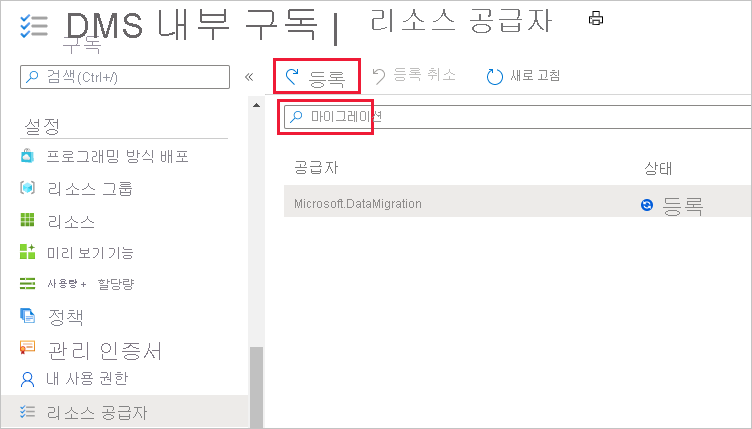 DMS 내부 구독 | 리소스 공급자
구독
검색(Ctrl+/)
«
등록
등록 취소
새로 고침
마이그레이션
설정
프로그래밍 방식 배포
리소스 그룹
리소스
미리 보기 기능
사용량 + 할당량
정책
관리 인증서
내 사용 권한
리소스 공급자
공급자
상태
Microsoft.DataMigration
등록